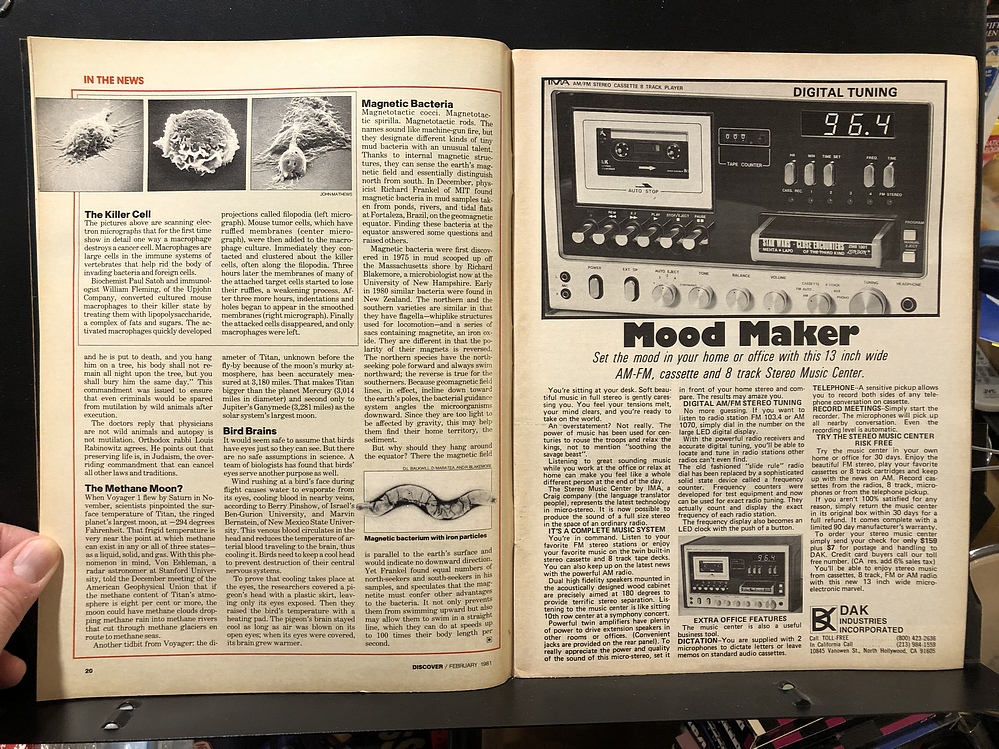 IN THE NEWS
JOHN MATHEWS
The Killer Cell
The pictures above are scanning elec-
tron micrographs that for the first time
show in detail one way a macrophage
destroys a cancer cell. Macrophages are
large cells in the immune systems of
vertebrates that help rid the body of
invading bacteria and foreign cells.
Biochemist Paul Satoh and immunol-
ogist William Fleming, of the Upjohn
Company, converted cultured mouse
macrophages to their killer state by
treating them with lipopolysaccharide,
a complex of fats and sugars. The ac-
tivated macrophages quickly developed
projections called filopodia (left micro-
graph). Mouse tumor cells, which have
ruffled membranes (center micro-
graph), were then added to the macro-
phage culture. Immediately they con-
tacted and clustered about the killer
cells, often along the filopodia. Three
hours later the membranes of many of
the attacked target cells started to lose
their ruffles, a weakening process. Af-
ter three more hours, indentations and
holes began to appear in the smoothed
membranes (right micrograph). Finally
the attacked cells disappeared, and only
macrophages were left.
and he is put to death, and you hang
him on a tree, his body shall not re-
main all night upon the tree, but you
shall bury him the same day.'' This
commandment was issued to ensure
that even criminals would be spared
from mutilation by wild animals after
execution.
The doctors reply that physicians
are not wild animals and autopsy is
not mutilation. Orthodox rabbi Louis
Rabinowitz agrees. He points out that
preserving life is, in Judaism, the over-
riding commandment that can cancel
all other laws and traditions.
The Methane Moon?
When Voyager 1 flew by Saturn in No-
vember, scientists pinpointed the sur-
face temperature of Titan, the ringed
planet's largest moon, at —294 degrees
Fahrenheit. That frigid temperature is
very near the point at which methane
can exist in any or all of three states—
as a liquid, solid, and gas. With this phe-
nomenon in mind, Von Eshleman, a
radar astronomer at Stanford Univer-
sity, told the December meeting of the
American Geophysical Union that if
the methane content of Titan's atmo-
sphere is eight per cent or more, the
moon could have methane clouds drop-
ping methane rain into methane rivers
that cut through methane glaciers en
route to methane seas.
Another tidbit from Voyager: the di-
ameter of Titan, unknown before the
fly-by because of the moon's murky at-
mosphere, has been accurately mea-
sured at 3,180 miles. That makes Titan
bigger than the planet Mercury (3,014
miles in diameter) and second only to
Jupiter's Ganymede (3,281 miles) as the
solar system's largest moon.
Bird Brains
It would seem safe to assume that birds
have eyes just so they can see. But there
are no safe assumptions in science. A
team of biologists has found that birds'
eyes serve another purpose as well.
Wind rushing at a bird's face during
flight causes water to evaporate from
its eyes, cooling blood in nearby veins,
according to Berry Pinshow, of Israel's
Ben-Gurion University, and Marvin
Bernstein, of New Mexico State Univer-
sity. This venous blood circulates in the
head and reduces the temperature of ar-
terial blood traveling to the brain, thus
cooling it. Birds need to keep a cool head
to prevent destruction of their central
nervous systems.
To prove that cooling takes place at
the eyes, the researchers covered a pi-
geon's head with a plastic skirt, leav-
ing only its eyes exposed. Then they
raised the bird's temperature with a
heating pad. The pigeon's brain stayed
cool as long as air was blown on its
open eyes; when its eyes were covered,
its brain grew warmer.
Magnetic Bacteria
Magnetotactic cocci. Magnetotac-
tic spirilla. Magnetotactic rods. The
names sound like machine-gun fire, but
they designate different kinds of tiny
mud bacteria with an unusual talent.
Thanks to internal magnetic struc-
tures, they can sense the earth's mag-
netic field and essentially distinguish
north from south. In December, phys-
icist Richard Frankel of MIT found
magnetic bacteria in mud samples tak-
en from ponds, rivers, and tidal flats
at Fortaleza, Brazil, on the geomagnetic
equator. Finding these bacteria at the
equator answered some questions and
raised others.
Magnetic bacteria were first discov-
ered in 1975 in mud scooped up off
the Massachusetts shore by Richard
Blakemore, a microbiologist now at the
University of New Hampshire. Early
in 1980 similar bacteria were found in
New Zealand. The northern and the
southern varieties are similar in that
they have flagella—whiplike structures
used for locomotion—and a series of
sacs containing magnetite, an iron ox-
ide. They are different in that the po-
larity of their magnets is reversed.
The northern species have the north-
seeking pole forward and always swim
northward; the reverse is true for the
southerners. Because geomagnetic field
lines, in effect, incline down toward
the earth's poles, the bacterial guidance
system angles the microorganisms
downward. Since they are too light to
be affected by gravity, this may help
them find their home territory, the
sediment.
But why should they hang around
the equator? There the magnetic field
D.L. BALKWILL, D. MARATEA, AND R. BLAKEMORE
Magnetic bacterium with iron particles
is parallel to the earth's surface and
would indicate no downward direction.
Yet Frankel found equal numbers of
north-seekers and south-seekers in his
samples, and speculates that the mag-
netite must confer other advantages
to the bacteria. It not only prevents
them from swimming upward but also
may allow them to swim in a straight
line, which they can do at speeds up
to 100 times their body length per
second.
26
DISCOVER / FEBRUARY 1981
IMA AM/FM STEREO CASSETTE 8 TRACK PLAYER
DIGITAL TUNING
96.4
TAPE COUNTER
AUTO STOP
HR MIN TIME SET FREQ. TIME
CASS. REC.
FM STEREO
REW F.F PLAY STOP/EJECT PAUSE
STAR WARS - CLOSE ENCOUNTERS
MEHTA • LAPO OF THE THIRD KIND
PROGRAM
MANUAL
EJECT
POWER EXT. SP AUTO EJECT TONE BALANCE VOLUME CASSETTE 8 TRACK TUNING HEADPHONE
FM AUTO
PHONO
MIC
Mood Maker
Set the mood in your home or office with this 13 inch wide
AM-FM, cassette and 8 track Stereo Music Center.
You're sitting at your desk. Soft beau-
tiful music in full stereo is gently cares-
sing you. You feel your tensions melt,
your mind clears, and you're ready to
take on the world.
An overstatement? Not really. The
power of music has been used for cen-
turies to rouse the troops and relax the
kings, not to mention "soothing the
savage beast".
Listening to great sounding music
while you work at the office or relax at
home can make you feel like a whole
different person at the end of the day.
The Stereo Music Center by IMA, a
Craig company (the language translator
people), represents the latest technology
in micro-stereo. It is now possible to
produce the sound of a full size stereo
in the space of an ordinary radio.
IT'S A COMPLETE MUSIC SYSTEM
You're in command. Listen to your
favorite FM stereo stations or enjoy
your favorite music on the twin built-in
stereo cassette and 8 track tape decks.
You can also keep up on the latest news
with the powerful AM radio.
Dual high fidelity speakers mounted in
the acoustically designed wood cabinet
are precisely aimed at 180 degrees to
provide terrific stereo separation. Lis-
tening to the music is like sitting in the
10th row center at a symphony concert.
Powerful twin amplifiers have plenty
of power to drive extension speakers in
other rooms or offices. (Convenient
jacks are provided on the rear panel). To
really appreciate the power and quality
of the sound of this micro-stereo, set it
in front of your home stereo and com-
pare. The results may amaze you.
DIGITAL AM/FM STEREO TUNING
No more guessing. If you want to
listen to radio station FM 103.4 or AM
1070, simply dial in the number on the
large LED digital display.
With the powerful radio receivers and
accurate digital tuning, you'll be able to
locate and tune in radio stations other
radios can't even find.
The old fashioned "slide rule" radio
dial has been replaced by a sophisticated
solid state device called a frequency
counter. Frequency counters were
developed for test equipment and now
can be used for exact radio tuning. They
actually count and display the exact
frequency of each radio station.
The frequency display also becomes an
LED clock with the push of a button.
96.4
EXTRA OFFICE FEATURES
The music center is also a useful
business tool.
DICTATION—You are supplied with 2
microphones to dictate letters or leave
memos on standard audio cassettes.
TELEPHONE—A sensitive pickup allows
you to record both sides of any tele-
phone conversation on cassette.
RECORD MEETINGS—Simply start the
recorder. The microphones will pick up
all nearby conversation. Even the
recording level is automatic.
TRY THE STEREO MUSIC CENTER
RISK FREE
Try the music center in your own
home or office for 30 days. Enjoy the
beautiful FM stereo, play your favorite
cassettes or 8 track cartridges and keep
up with the news on AM. Record cas-
settes from the radios, 8 track, micro-
phones or from the telephone pickup.
If you aren't 100% satisfied for any
reason, simply return the music center
in its original box within 30 days for a
full refund. It comes complete with a
limited 90 day manufacturer's warranty.
To order your stereo music center
simply send your check for only $159
plus $7 for postage and handling to
DAK. Credit card buyers call our toll
free number. (CA res. add 6% sales tax)
You'll be able to enjoy stereo music
from cassettes, 8 track, FM or AM radio
with this new 13 inch wide micro-
electronic marvel.
DAK
INDUSTRIES
INCORPORATED
Call TOLL-FREE (800) 423-2636
In California Call (213) 984-1559
10845 Vanowen St., North Hollywood, CA 91605